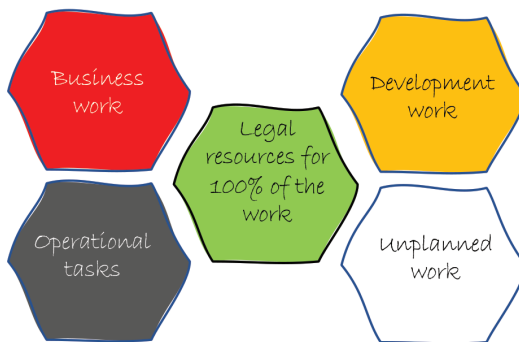 Business
work
Development
work
Legal
resources for
100% of the
work
Operational
tasks
Unplanned
work